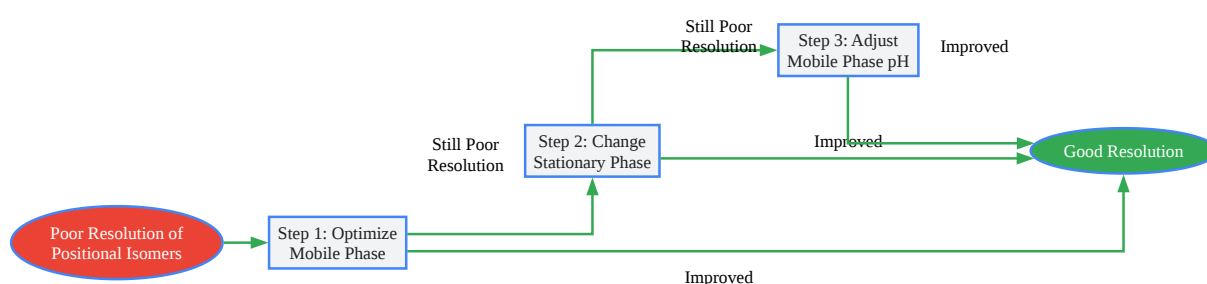 Still Poor
Resolution
Step 3: Adjust
Mobile Phase pH
Improved
Still Poor
Resolution
Step 2: Change
Stationary Phase
Improved
Good Resolution
Poor Resolution of
Positional Isomers
Step 1: Optimize
Mobile Phase
Improved